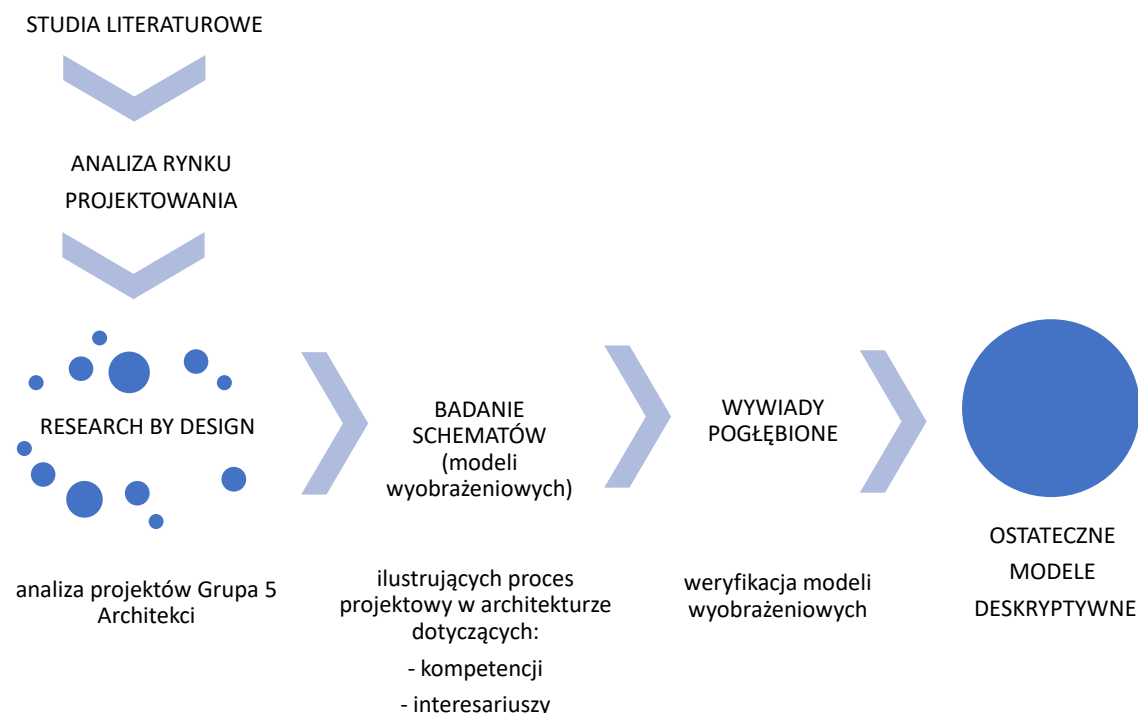 STUDIA LITERATUROWE
ANALIZA RYNKU
PROJEKTOWANIA
RESEARCH BY DESIGN
analiza projektów Grupa 5
Architekci
BADANIE
SCHEMATÓW
(modeli
wyobrażeniowych)
ilustrujących proces
projektowy w architekturze
dotyczących:
- kompetencji
- interesariuszy
WYWIADY
POGŁĘBIONE
weryfikacja modeli
wyobrażeniowych
OSTATECZNE
MODELE
DESKRYPTYWNE